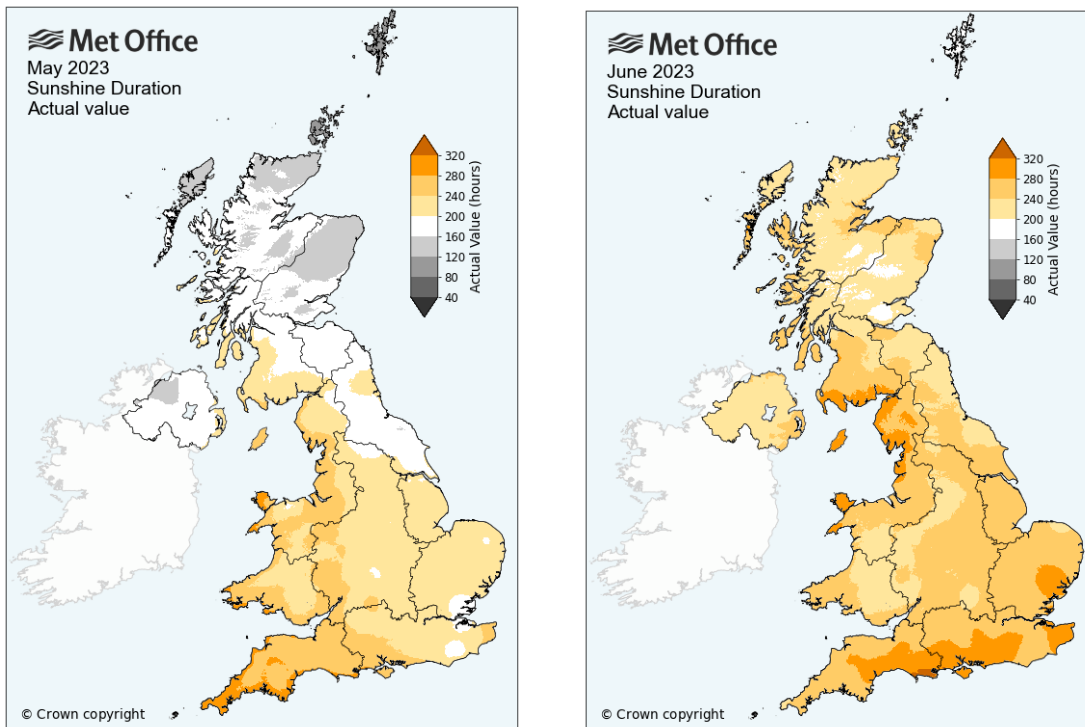 Met Office
May 2023
Sunshine Duration
Actual value
320
280
240
200
160
120
80
40
Actual Value (hours)
© Crown copyright
Met Office
June 2023
Sunshine Duration
Actual value
320
280
240
200
160
120
80
40
Actual Value (hours)
© Crown copyright